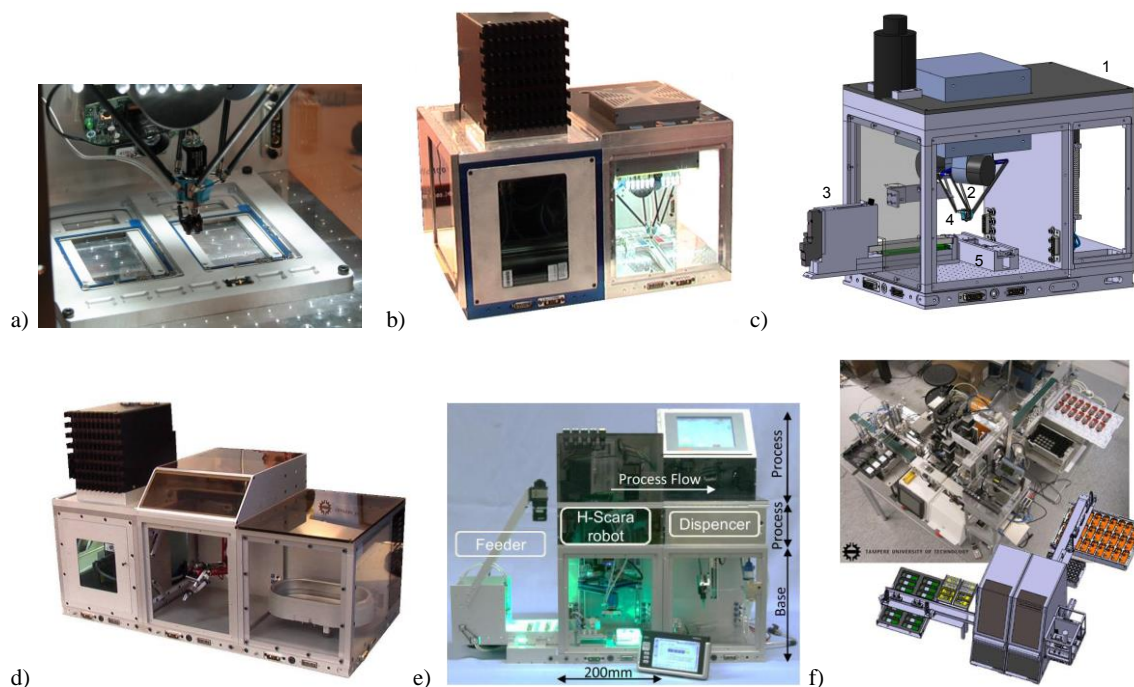 a)
b)
c)
1
2
3
4
5
d)
e)
Process
Process Flow
H-Scara
robot
Dispencer
Feeder
Process
Base
200mm
f)
TAMPERE UNIVERSITY OF TECHNOLOGY